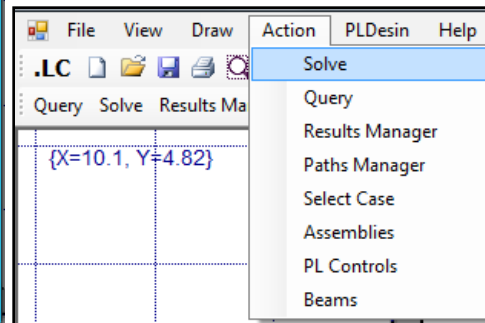 File View Draw Action PLDesin Help
.LC
Solve
Query Solve Results Ma
Query
Results Manager
{X=10.1, Y=4.82}
Paths Manager
Select Case
Assemblies
PL Controls
Beams